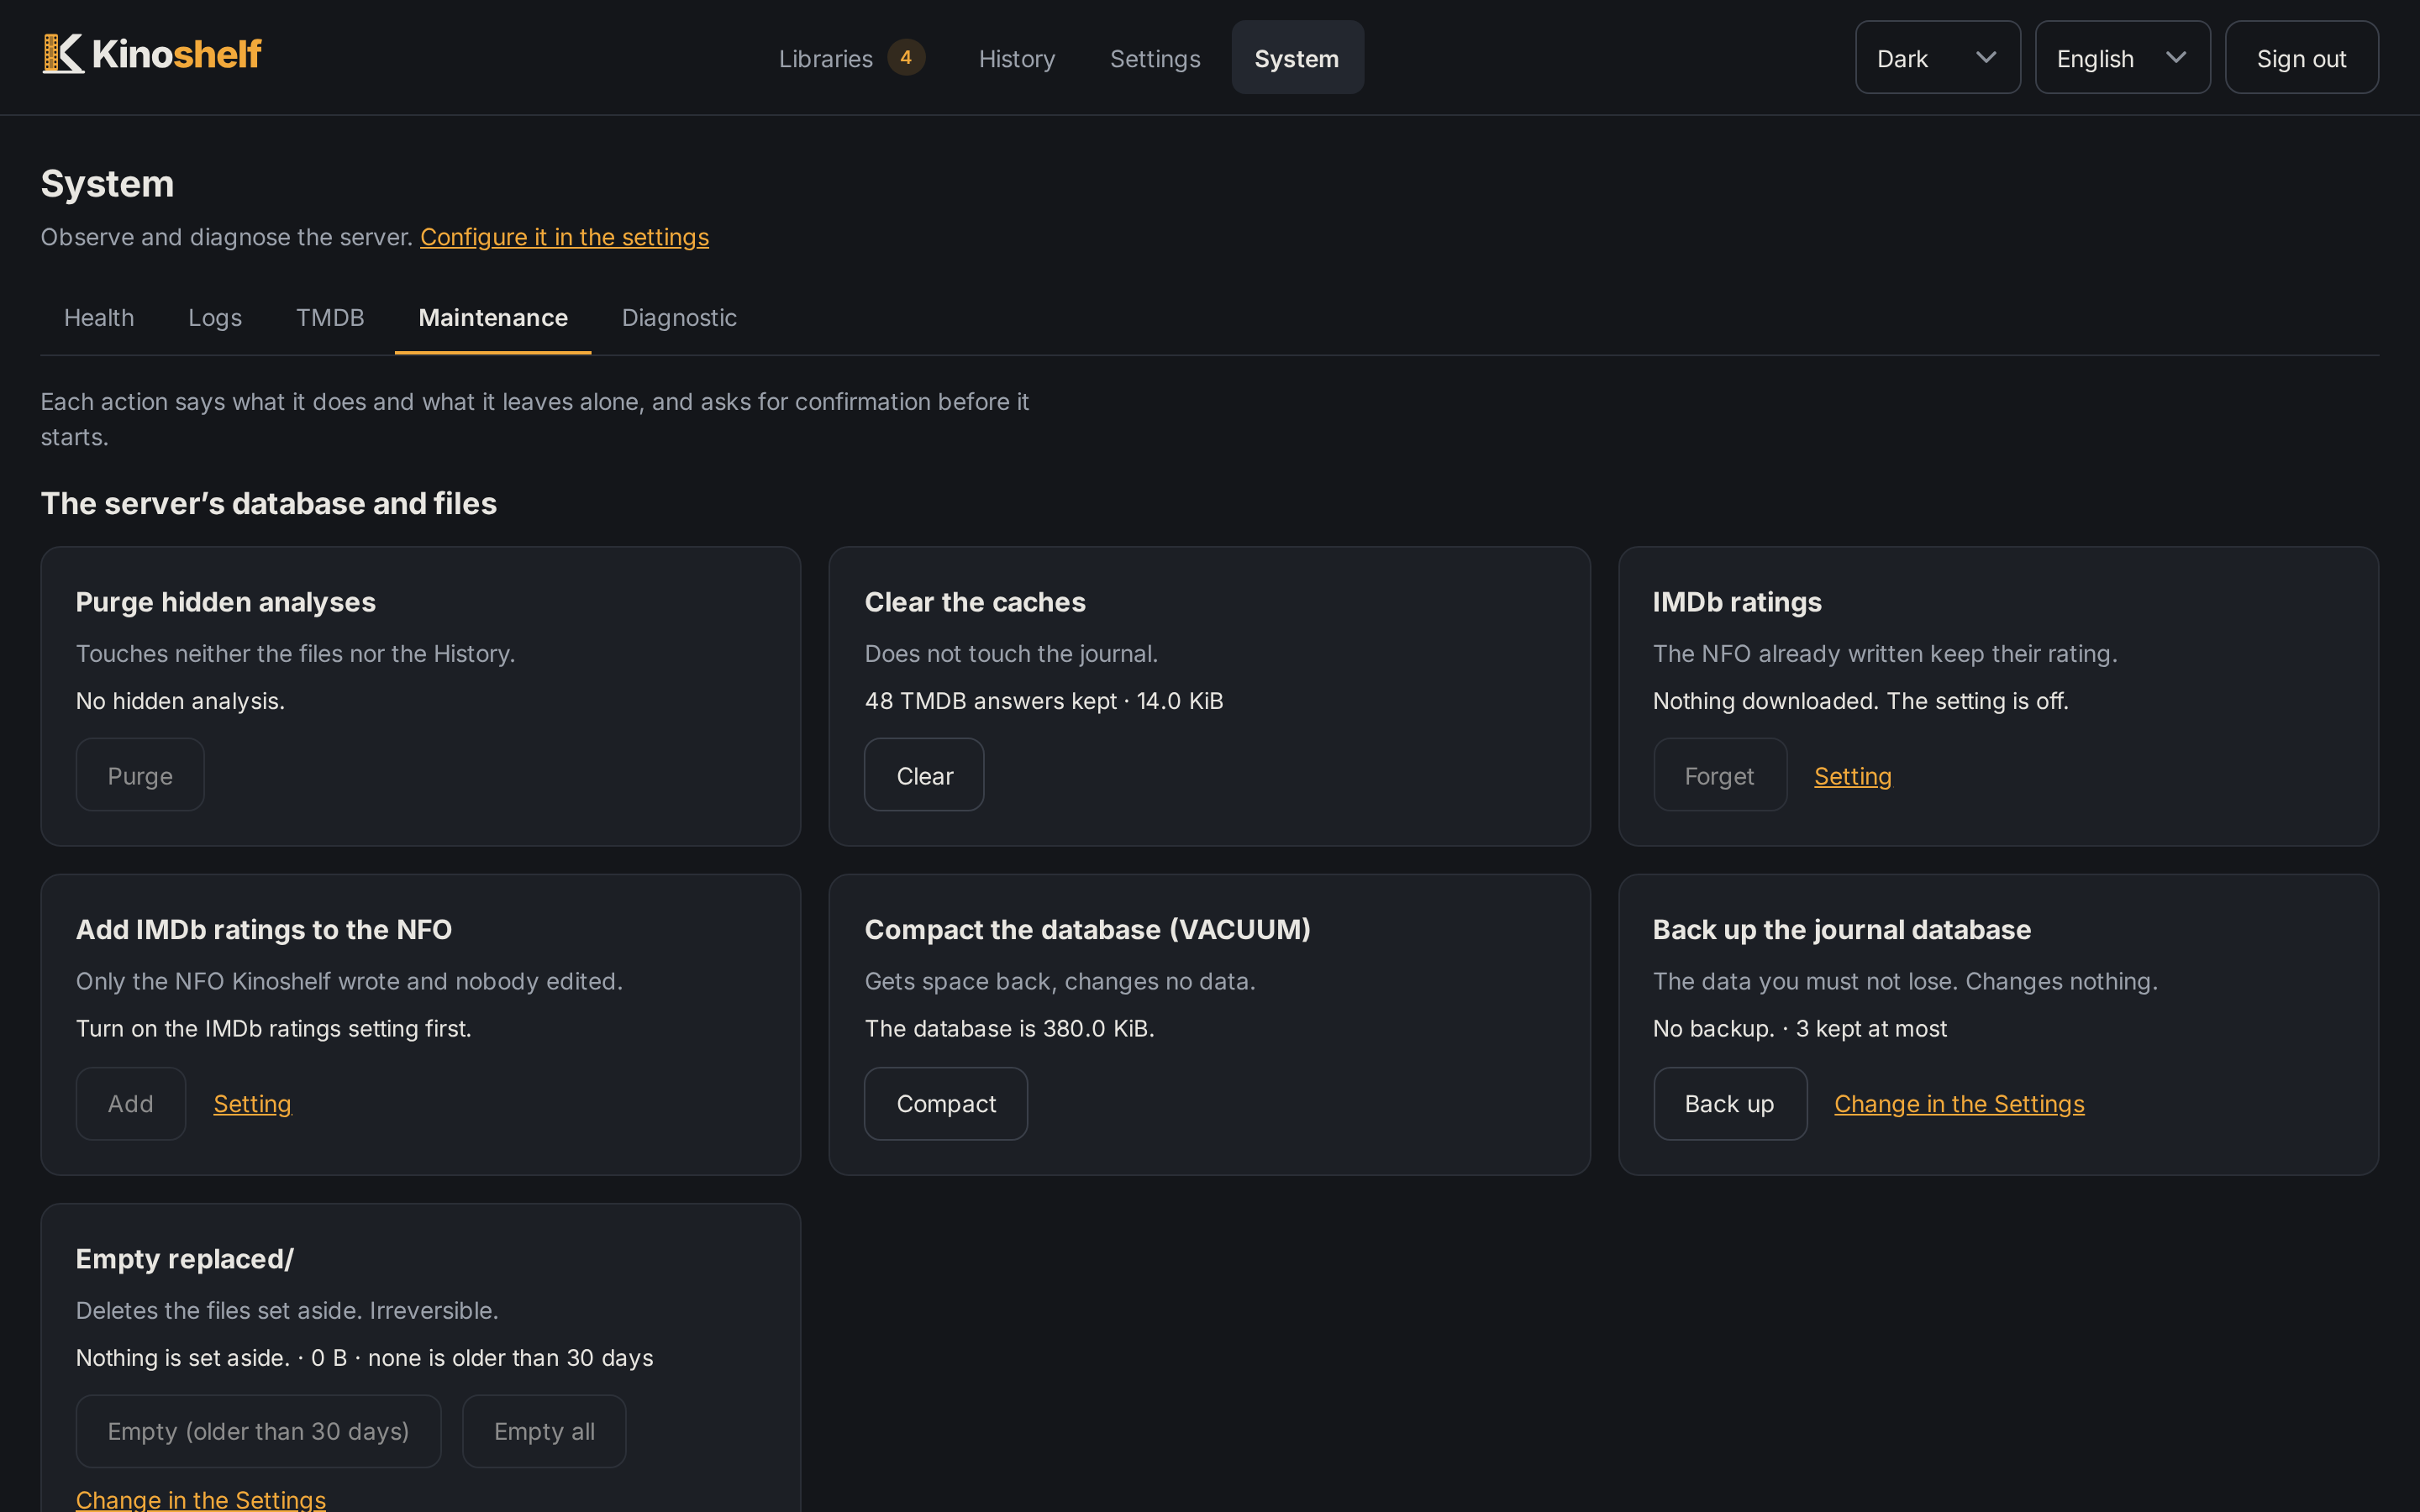 Kinoshelf
Libraries 4
History
Settings
System
Dark
English
Sign out
System
Observe and diagnose the server. Configure it in the settings
Health
Logs
TMDB
Maintenance
Diagnostic
Each action says what it does and what it leaves alone, and asks for confirmation before it
starts.
The server’s database and files
Purge hidden analyses
Touches neither the files nor the History.
No hidden analysis.
Purge
Clear the caches
Does not touch the journal.
48 TMDB answers kept · 14.0 KiB
Clear
IMDb ratings
The NFO already written keep their rating.
Nothing downloaded. The setting is off.
Forget
Setting
Add IMDb ratings to the NFO
Only the NFO Kinoshelf wrote and nobody edited.
Turn on the IMDb ratings setting first.
Add
Setting
Compact the database (VACUUM)
Gets space back, changes no data.
The database is 380.0 KiB.
Compact
Back up the journal database
The data you must not lose. Changes nothing.
No backup. · 3 kept at most
Back up
Change in the Settings
Empty replaced/
Deletes the files set aside. Irreversible.
Nothing is set aside. · 0 B · none is older than 30 days
Empty (older than 30 days)
Empty all
Change in the Settings